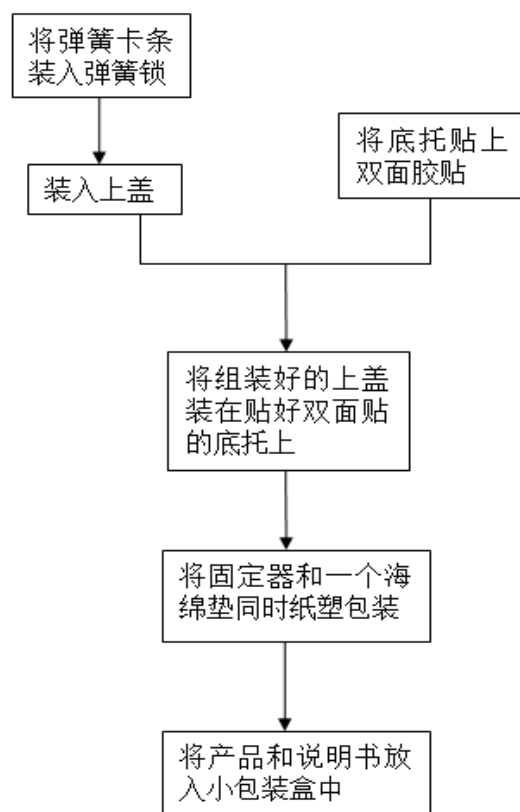 将弹簧卡条
装入弹簧锁
装入上盖
将底托贴上
双面胶贴
将组装好的上盖
装在贴好双面贴
的底托上
将固定器和一个海
绵垫同时纸塑包装
将产品和说明书放
入小包装盒中